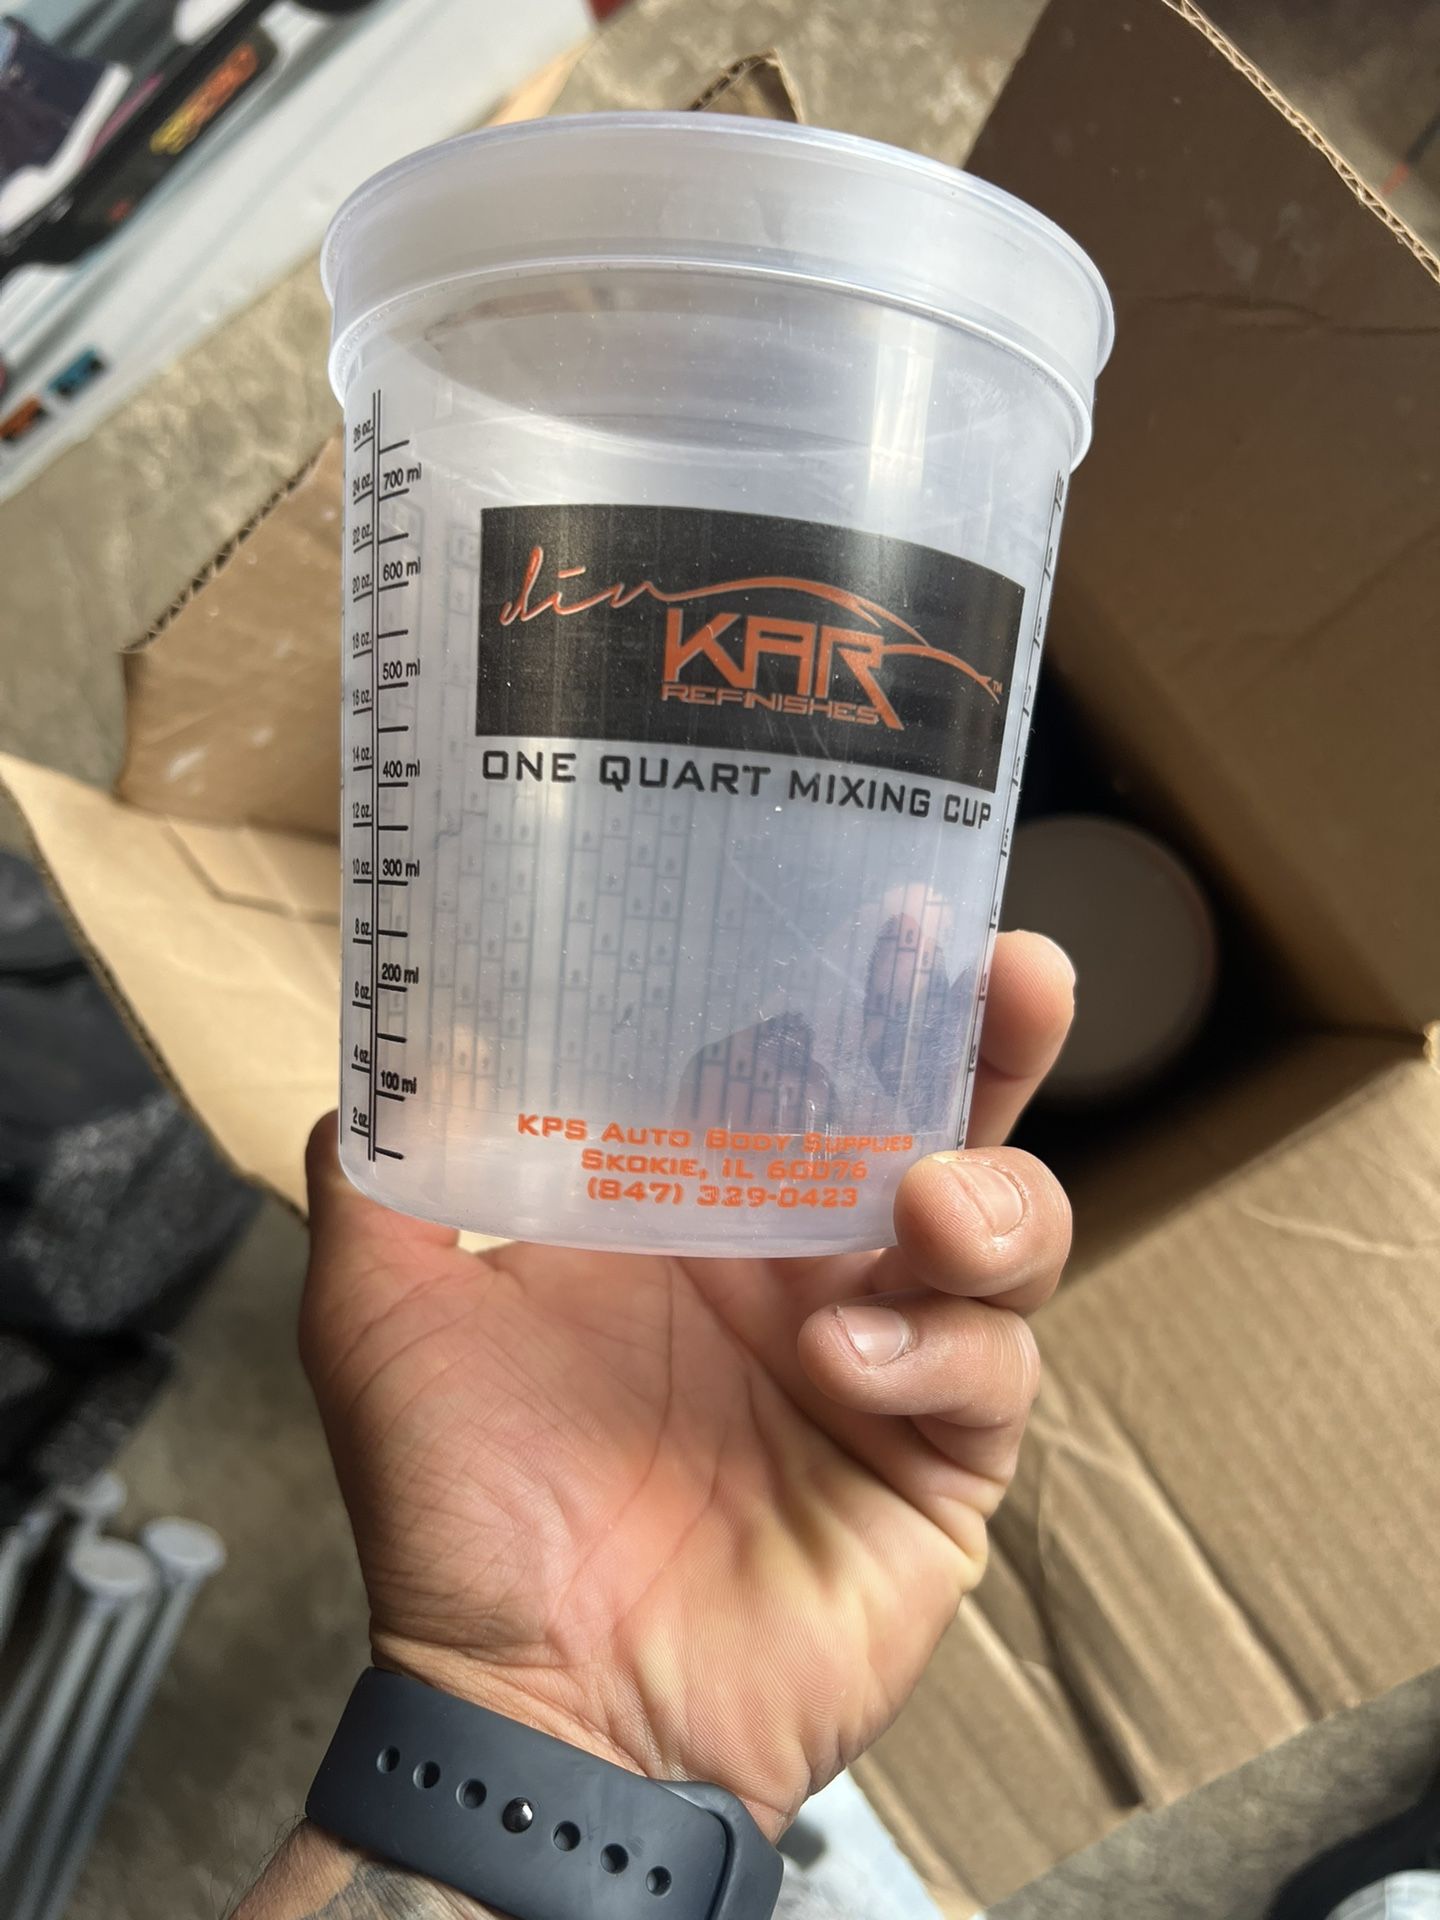 din
KAR
REFINISHES
TM
ONE QUART MIXING CUP
26 oz.
24 oz.
700 ml
22 oz.
20 oz.
600 ml
18 oz.
500 ml
16 oz.
14 oz.
400 ml
12 oz.
10 oz.
300 ml
8 oz.
200 ml
6 oz.
4 oz.
100 ml
2 oz.
KPS AUTO BODY SUPPLIES
SKOKIE, IL 60076
(847) 329-0423